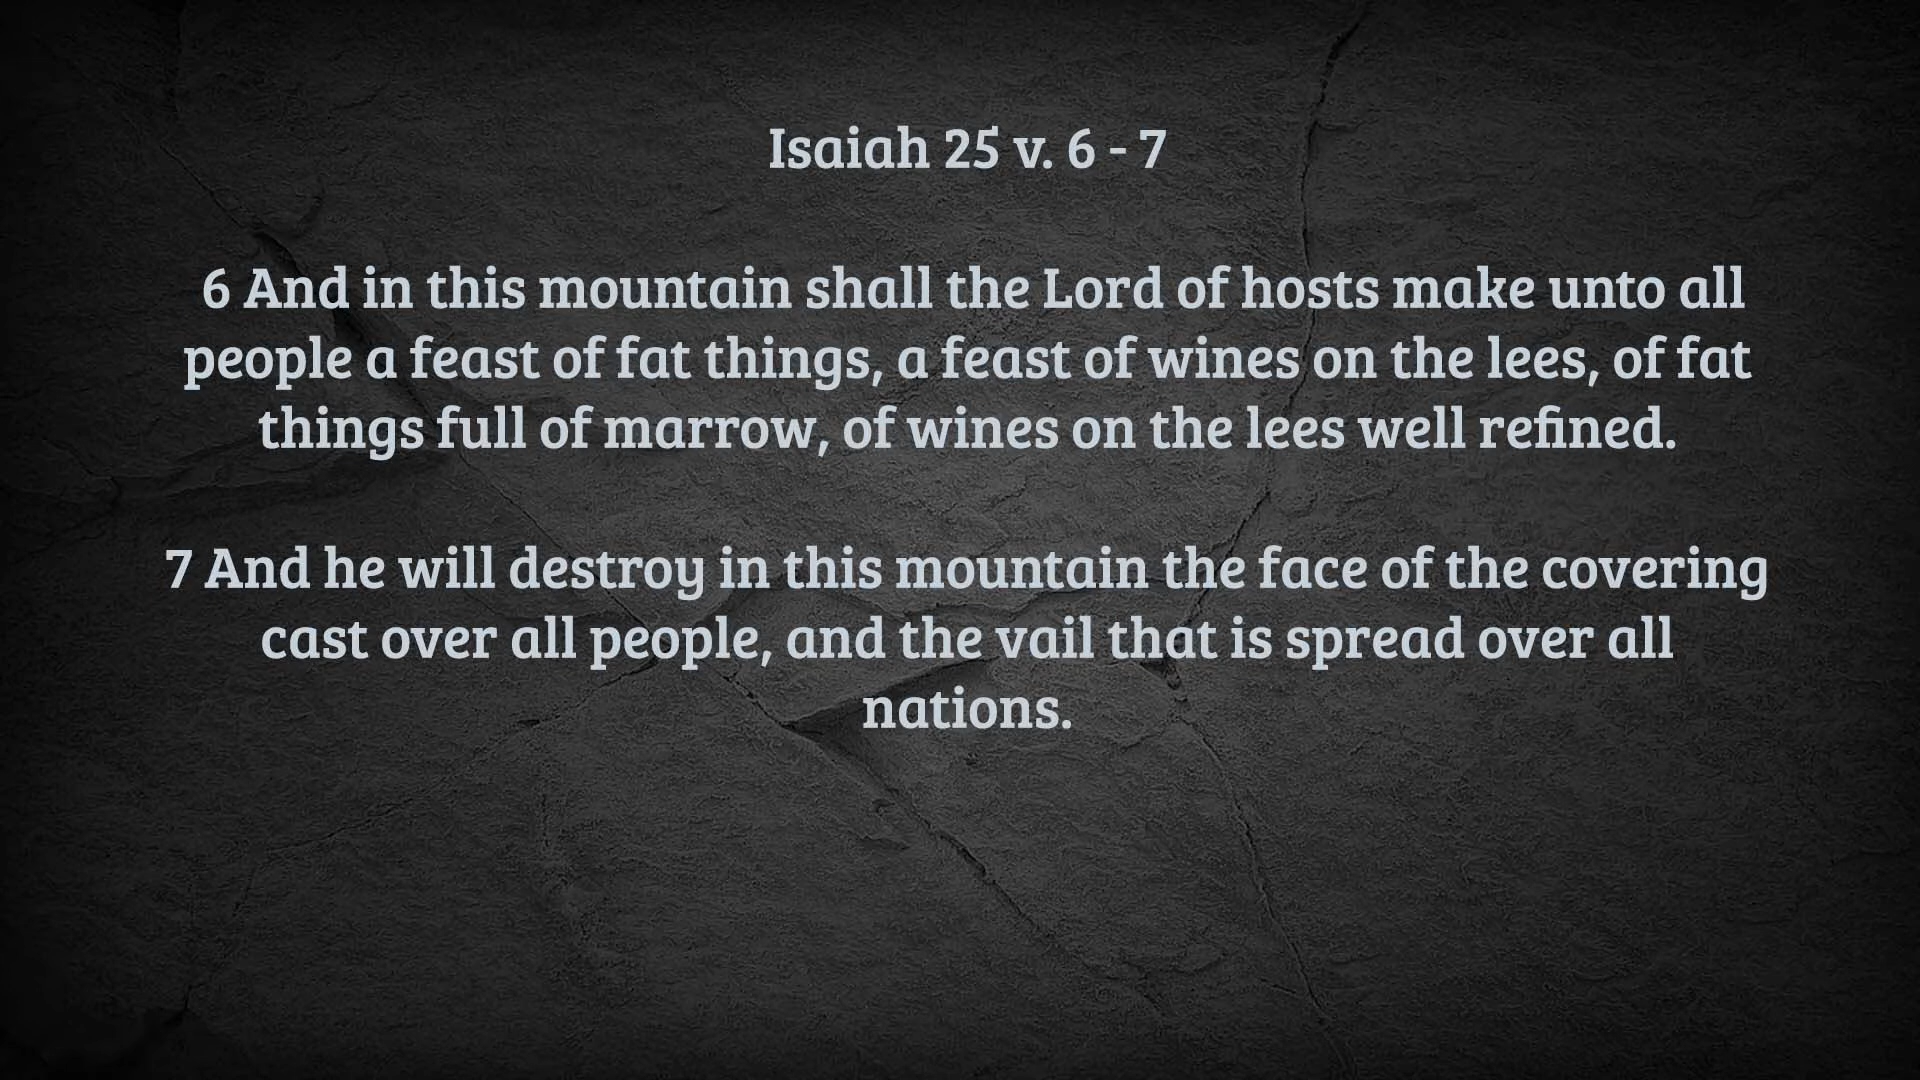 Isaiah 25 v. 6 - 7
6 And in this mountain shall the Lord of hosts make unto all
people a feast of fat things, a feast of wines on the lees, of fat
things full of marrow, of wines on the lees well refined.
7 And he will destroy in this mountain the face of the covering
cast over all people, and the vail that is spread over all
nations.